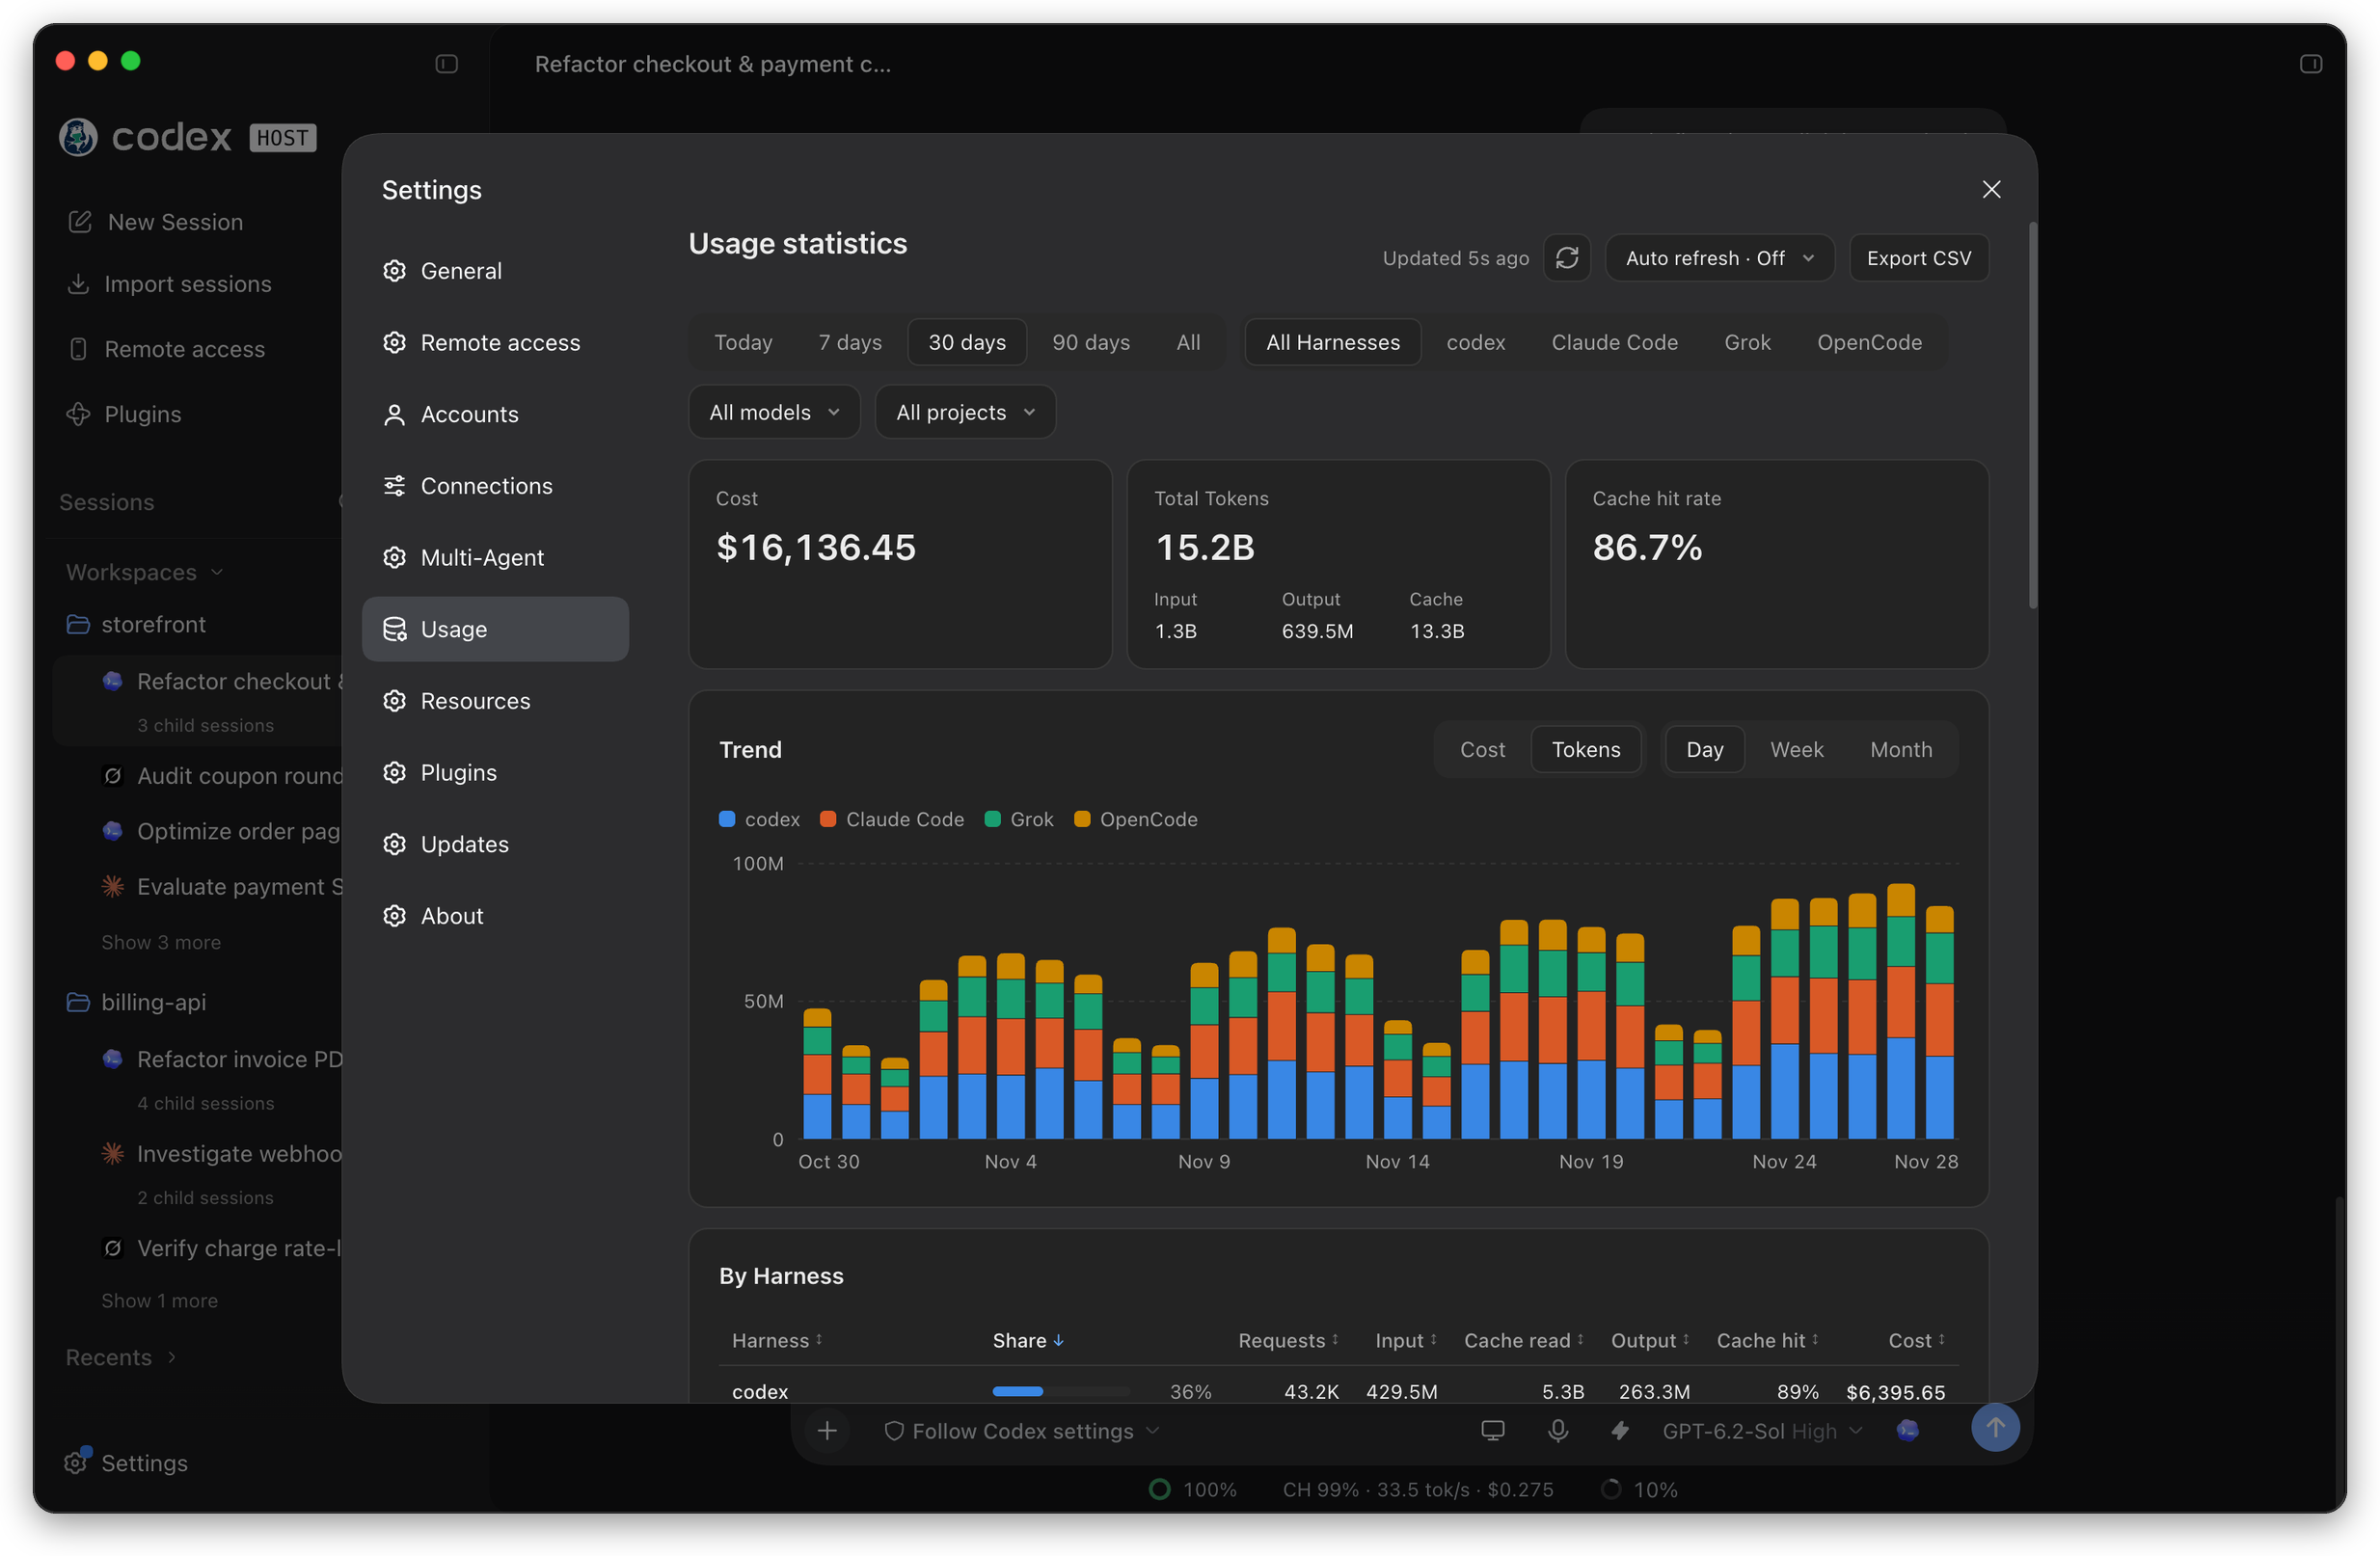 Refactor checkout & payment c...
codex HOST
New Session
Import sessions
Remote access
Plugins
Sessions
Workspaces
storefront
Refactor checkout &
3 child sessions
Audit coupon round
Optimize order pag
Evaluate payment S
Show 3 more
billing-api
Refactor invoice PD
4 child sessions
Investigate webhoo
2 child sessions
Verify charge rate-l
Show 1 more
Recents
Settings
Settings
General
Remote access
Accounts
Connections
Multi-Agent
Usage
Resources
Plugins
Updates
About
Usage statistics
Updated 5s ago
Auto refresh · Off
Export CSV
Today 7 days 30 days 90 days All
All Harnesses codex Claude Code Grok OpenCode
All models All projects
Cost
$16,136.45
Total Tokens
15.2B
Input Output Cache
1.3B 639.5M 13.3B
Cache hit rate
86.7%
Trend
Cost Tokens Day Week Month
codex Claude Code Grok OpenCode
100M
50M
0
Oct 30 Nov 4 Nov 9 Nov 14 Nov 19 Nov 24 Nov 28
By Harness
Harness Share Requests Input Cache read Output Cache hit Cost
codex 36% 43.2K 429.5M 5.3B 263.3M 89% $6,395.65
Follow Codex settings GPT-6.2-Sol High
100% CH 99% · 33.5 tok/s · $0.275 10%